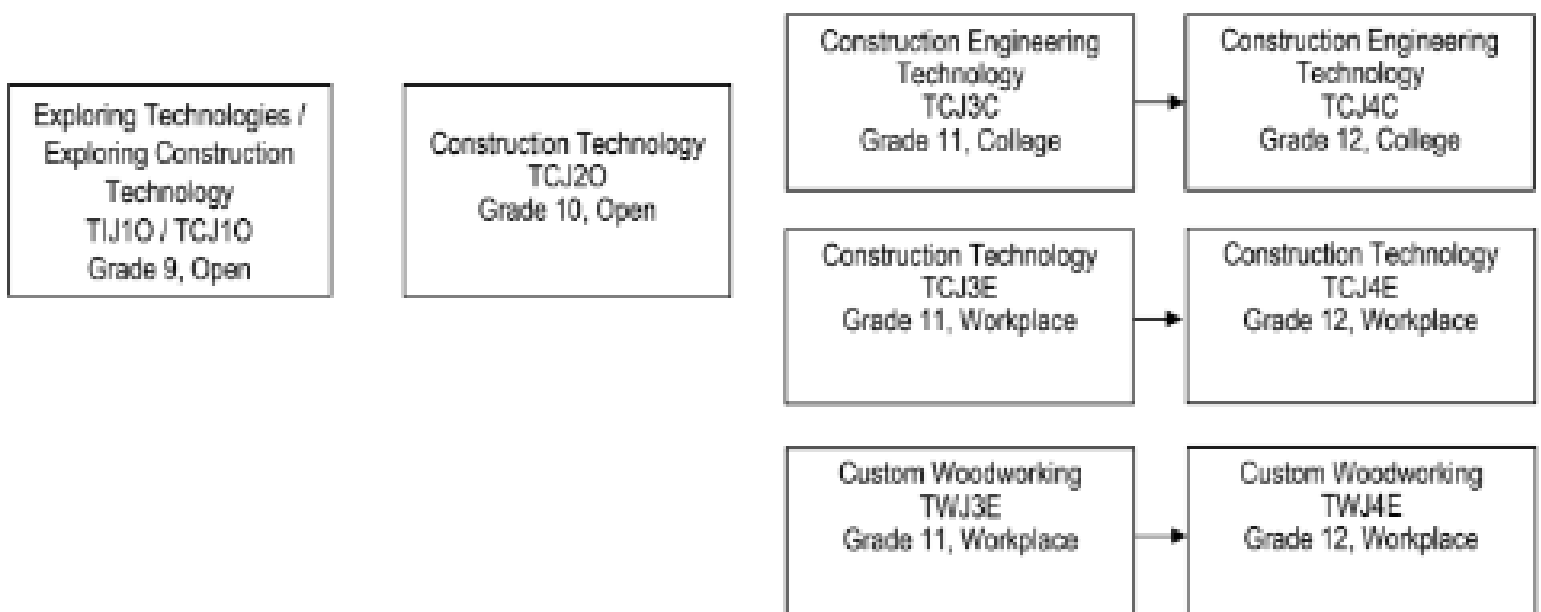 Exploring Technologies /
Exploring Construction
Technology
TIJ1O / TCJ1O
Grade 9, Open
Construction Technology
TCJ2O
Grade 10, Open
Construction Engineering
Technology
TCJ3C
Grade 11, College
Construction Engineering
Technology
TCJ4C
Grade 12, College
Construction Technology
TCJ3E
Grade 11, Workplace
Construction Technology
TCJ4E
Grade 12, Workplace
Custom Woodworking
TWJ3E
Grade 11, Workplace
Custom Woodworking
TWJ4E
Grade 12, Workplace